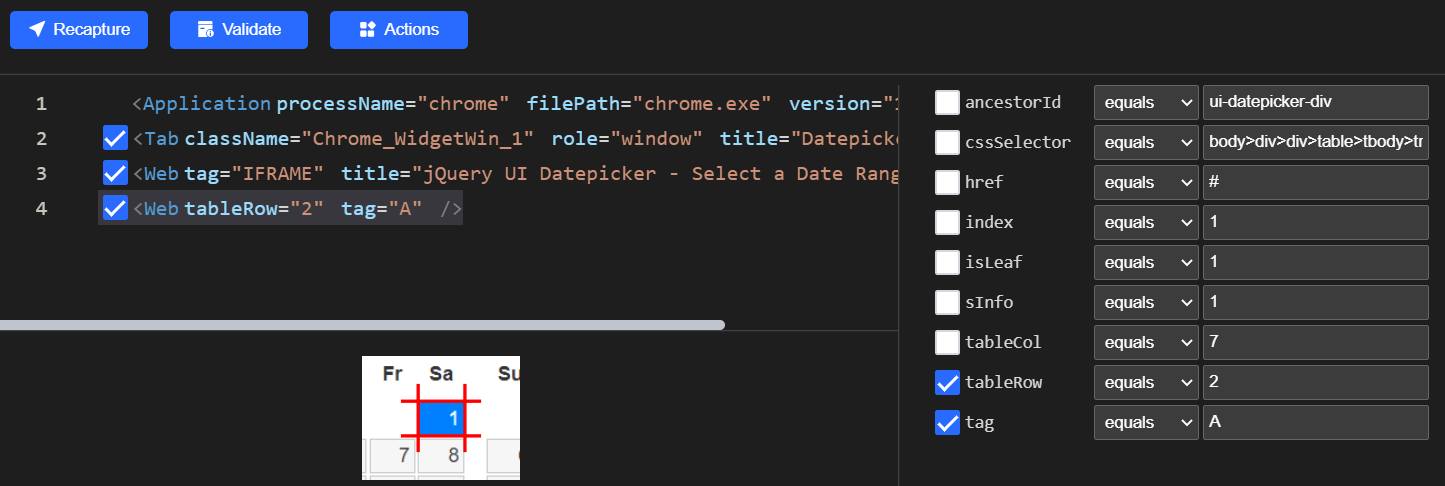 Recapture Validate Actions
1 <Application processName="chrome" filePath="chrome.exe" version="1
2 <Tab className="Chrome_WidgetWin_1" role="window" title="Datepicke
3 <Web tag="IFRAME" title="jQuery UI Datepicker - Select a Date Rang
4 <Web tableRow="2" tag="A" />
ancestorId equals ui-datepicker-div
cssSelector equals body>div>div>table>tbody>tr
href equals #
index equals 1
isLeaf equals 1
sInfo equals 1
tableCol equals 7
tableRow equals 2
tag equals A
Fr Sa Su
1
7 8